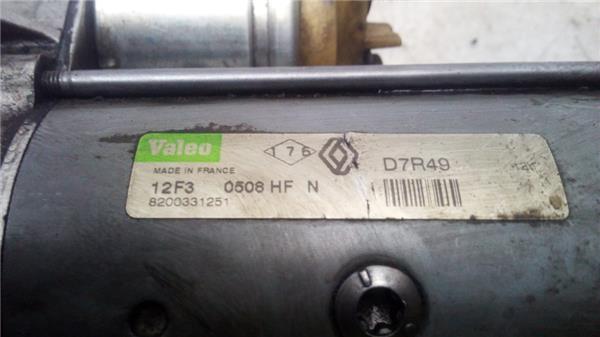 Valeo 176 D7R49
MADE IN FRANCE
12F3 0508 HF N
8200331251